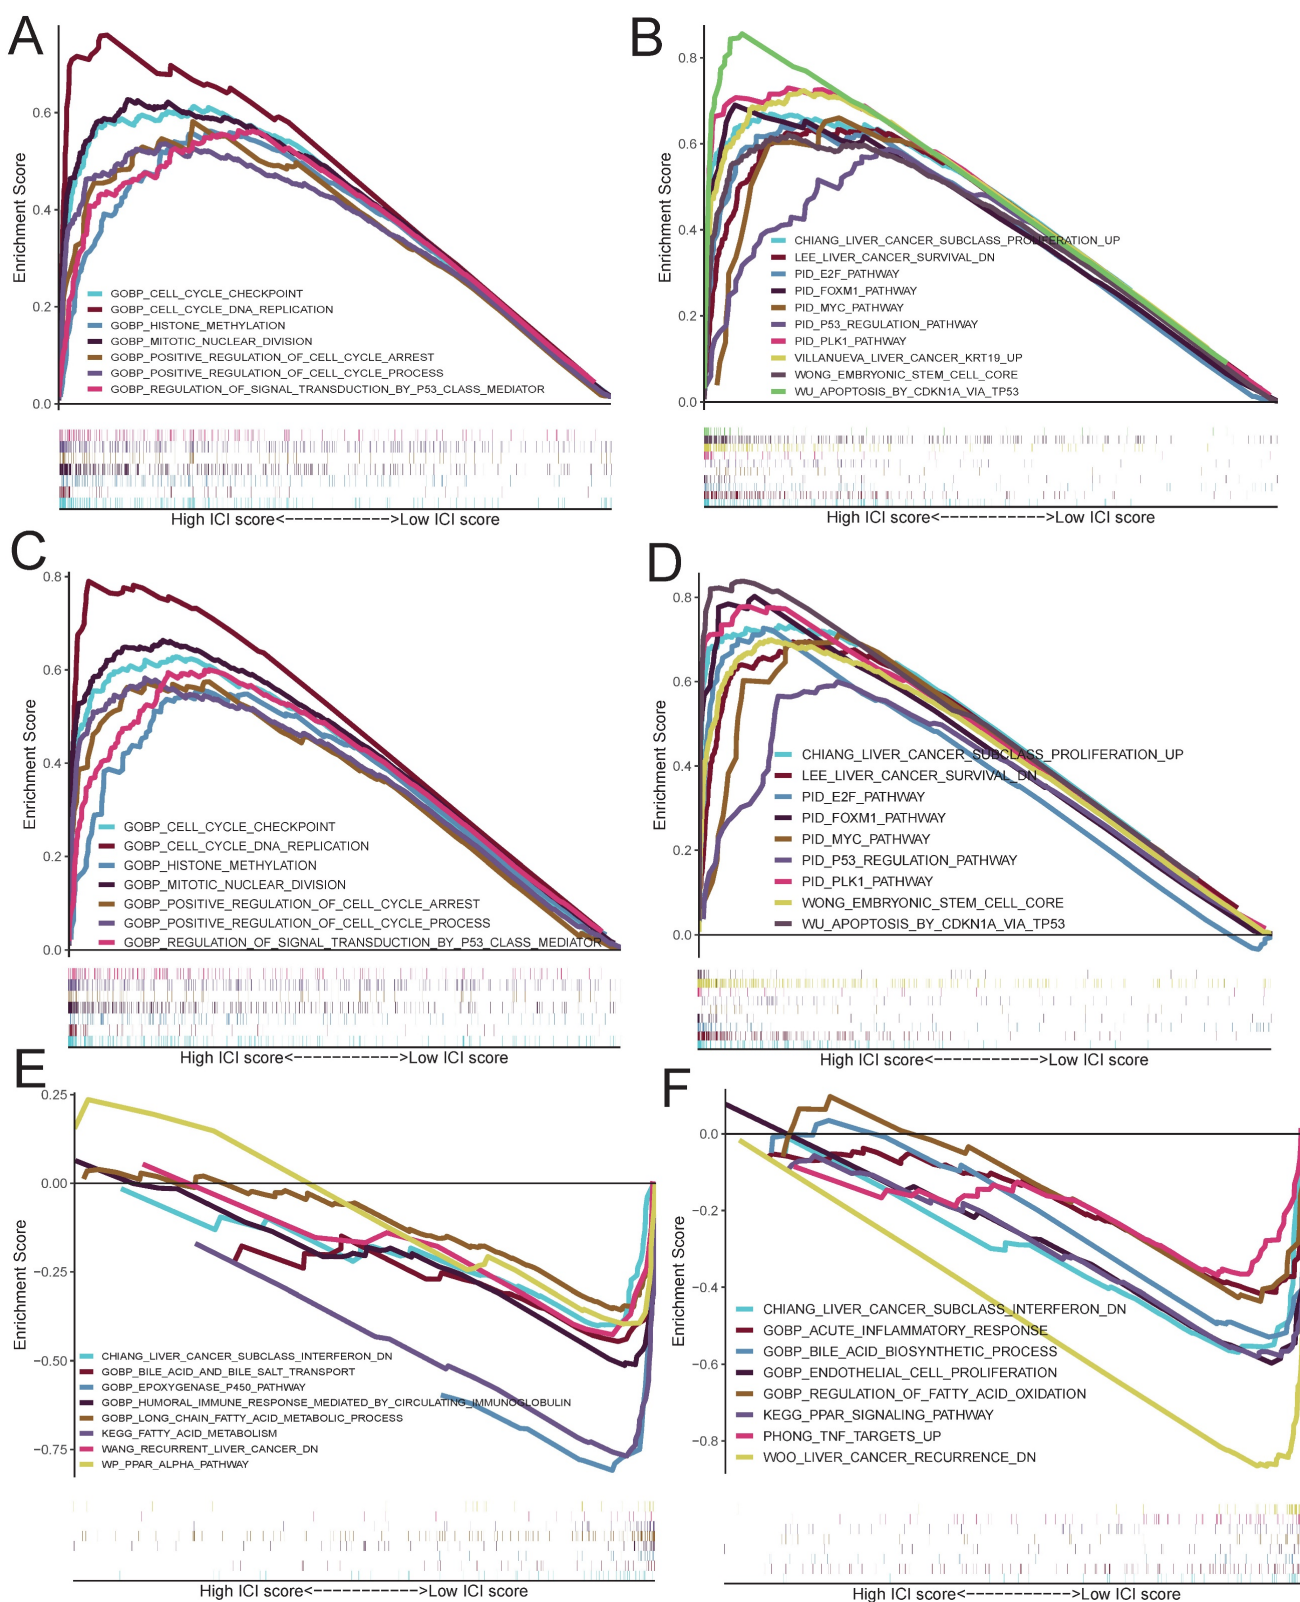 A
Enrichment Score
0.6
0.4
0.2
0.0
GOBP_CELL_CYCLE_CHECKPOINT
GOBP_CELL_CYCLE_DNA_REPLICATION
GOBP_HISTONE_METHYLATION
GOBP_MITOTIC_NUCLEAR_DIVISION
GOBP_POSITIVE_REGULATION_OF_CELL_CYCLE_ARREST
GOBP_POSITIVE_REGULATION_OF_CELL_CYCLE_PROCESS
GOBP_REGULATION_OF_SIGNAL_TRANSDUCTION_BY_P53_CLASS_MEDIATOR
High ICI score<------------>Low ICI score
B
Enrichment Score
0.8
0.6
0.4
0.2
0.0
CHIANG_LIVER_CANCER_SUBCLASS_PROLIFERATION_UP
LEE_LIVER_CANCER_SURVIVAL_DN
PID_E2F_PATHWAY
PID_FOXM1_PATHWAY
PID_MYC_PATHWAY
PID_P53_REGULATION_PATHWAY
PID_PLK1_PATHWAY
VILLANUEVA_LIVER_CANCER_KRT19_UP
WONG_EMBRYONIC_STEM_CELL_CORE
WU_APOPTOSIS_BY_CDKN1A_VIA_TP53
High ICI score<------------>Low ICI score
C
Enrichment Score
0.8
0.6
0.4
0.2
0.0
GOBP_CELL_CYCLE_CHECKPOINT
GOBP_CELL_CYCLE_DNA_REPLICATION
GOBP_HISTONE_METHYLATION
GOBP_MITOTIC_NUCLEAR_DIVISION
GOBP_POSITIVE_REGULATION_OF_CELL_CYCLE_ARREST
GOBP_POSITIVE_REGULATION_OF_CELL_CYCLE_PROCESS
GOBP_REGULATION_OF_SIGNAL_TRANSDUCTION_BY_P53_CLASS_MEDIATOR
High ICI score<------------>Low ICI score
D
Enrichment Score
0.8
0.6
0.4
0.2
0.0
CHIANG_LIVER_CANCER_SUBCLASS_PROLIFERATION_UP
LEE_LIVER_CANCER_SURVIVAL_DN
PID_E2F_PATHWAY
PID_FOXM1_PATHWAY
PID_MYC_PATHWAY
PID_P53_REGULATION_PATHWAY
PID_PLK1_PATHWAY
WONG_EMBRYONIC_STEM_CELL_CORE
WU_APOPTOSIS_BY_CDKN1A_VIA_TP53
High ICI score<------------>Low ICI score
E
Enrichment Score
0.25
0.00
−0.25
−0.50
−0.75
CHIANG_LIVER_CANCER_SUBCLASS_INTERFERON_DN
GOBP_BILE_ACID_AND_BILE_SALT_TRANSPORT
GOBP_EPOXYGENASE_P450_PATHWAY
GOBP_HUMORAL_IMMUNE_RESPONSE_MEDIATED_BY_CIRCULATING_IMMUNOGLOBULIN
GOBP_LONG_CHAIN_FATTY_ACID_METABOLIC_PROCESS
KEGG_FATTY_ACID_METABOLISM
WANG_RECURRENT_LIVER_CANCER_DN
WP_PPAR_ALPHA_PATHWAY
High ICI score<------------>Low ICI score
F
Enrichment Score
0.0
−0.2
−0.4
−0.6
−0.8
CHIANG_LIVER_CANCER_SUBCLASS_INTERFERON_DN
GOBP_ACUTE_INFLAMMATORY_RESPONSE
GOBP_BILE_ACID_BIOSYNTHETIC_PROCESS
GOBP_ENDOTHELIAL_CELL_PROLIFERATION
GOBP_REGULATION_OF_FATTY_ACID_OXIDATION
KEGG_PPAR_SIGNALING_PATHWAY
PHONG_TNF_TARGETS_UP
WOO_LIVER_CANCER_RECURRENCE_DN
High ICI score<------------>Low ICI score